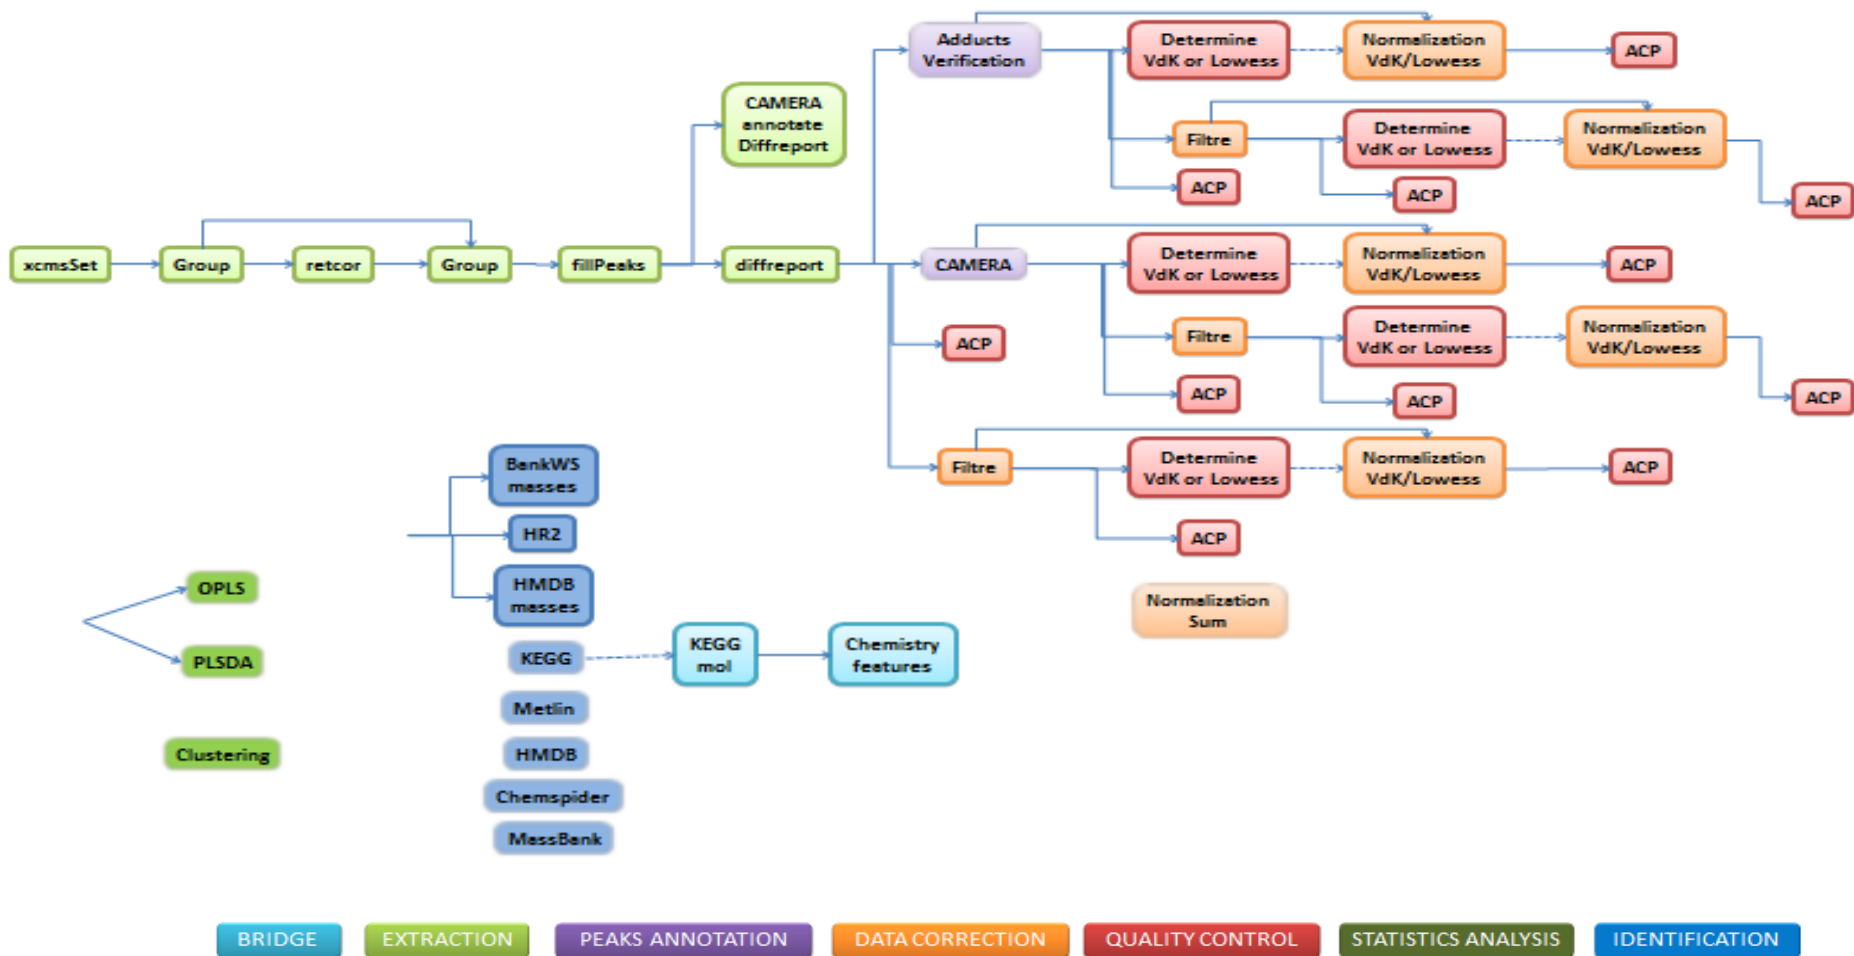 Adducts
Verification
Determine
VdK or Lowess
Normalization
VdK/Lowess
ACP
CAMERA
annotate
Diffreport
Filtre
Determine
VdK or Lowess
Normalization
VdK/Lowess
ACP
ACP
ACP
xcmsSet
Group
retcor
Group
fillPeaks
diffreport
CAMERA
Determine
VdK or Lowess
Normalization
VdK/Lowess
ACP
ACP
Filtre
Determine
VdK or Lowess
Normalization
VdK/Lowess
ACP
ACP
ACP
Filtre
Determine
VdK or Lowess
Normalization
VdK/Lowess
ACP
ACP
BankWS
masses
HR2
HMDB
masses
OPLS
PLSDA
Clustering
KEGG
KEGG
mol
Chemistry
features
Normalization
Sum
Metlin
HMDB
Chemspider
MassBank
BRIDGE
EXTRACTION
PEAKS ANNOTATION
DATA CORRECTION
QUALITY CONTROL
STATISTICS ANALYSIS
IDENTIFICATION